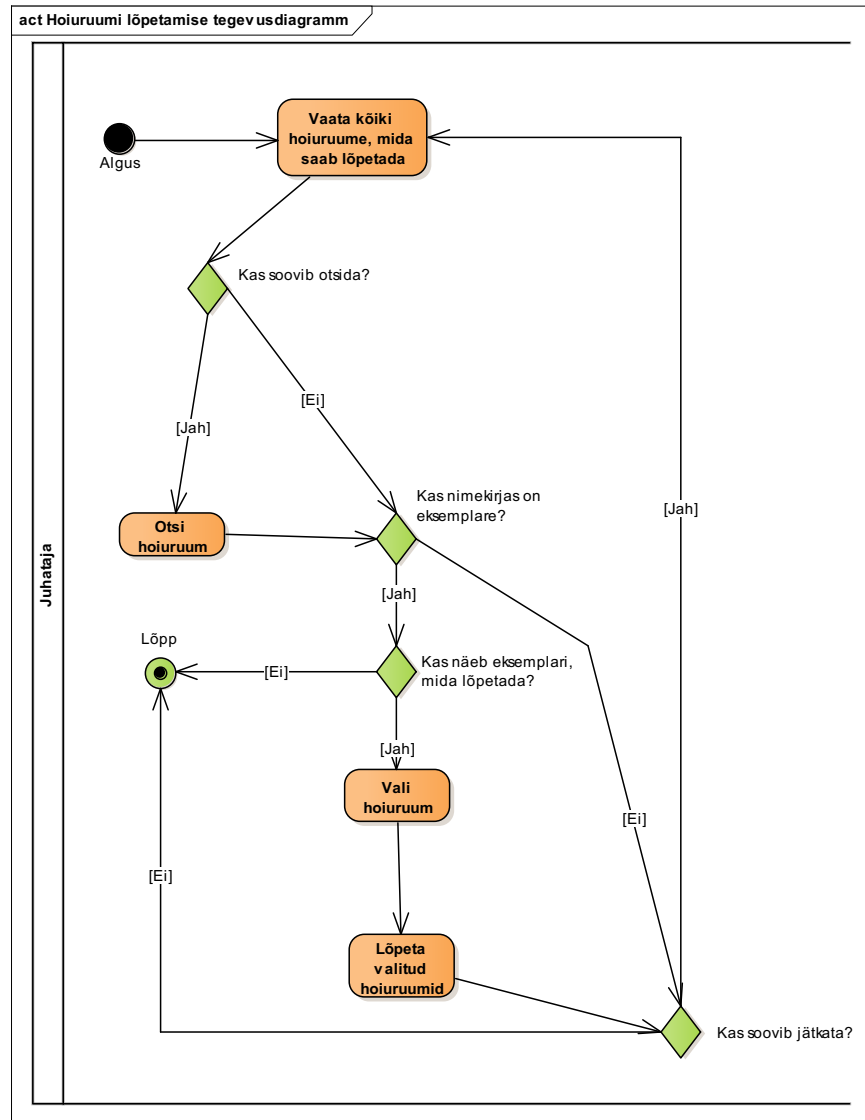 act Hoiuruumi lõpetamise tegevusdiagramm
Juhataja
Vaata kõiki
hoiuruume, mida
saab lõpetada
Algus
Kas soovib otsida?
[Ei]
[Jah]
Kas nimekirjas on
eksemplare?
[Jah]
Otsi
hoiuruum
[Jah]
Lõpp
Kas näeb eksemplari,
mida lõpetada?
[Ei]
[Jah]
Vali
hoiuruum
[Ei]
[Ei]
Lõpeta
valitud
hoiuruumid
Kas soovib jätkata?